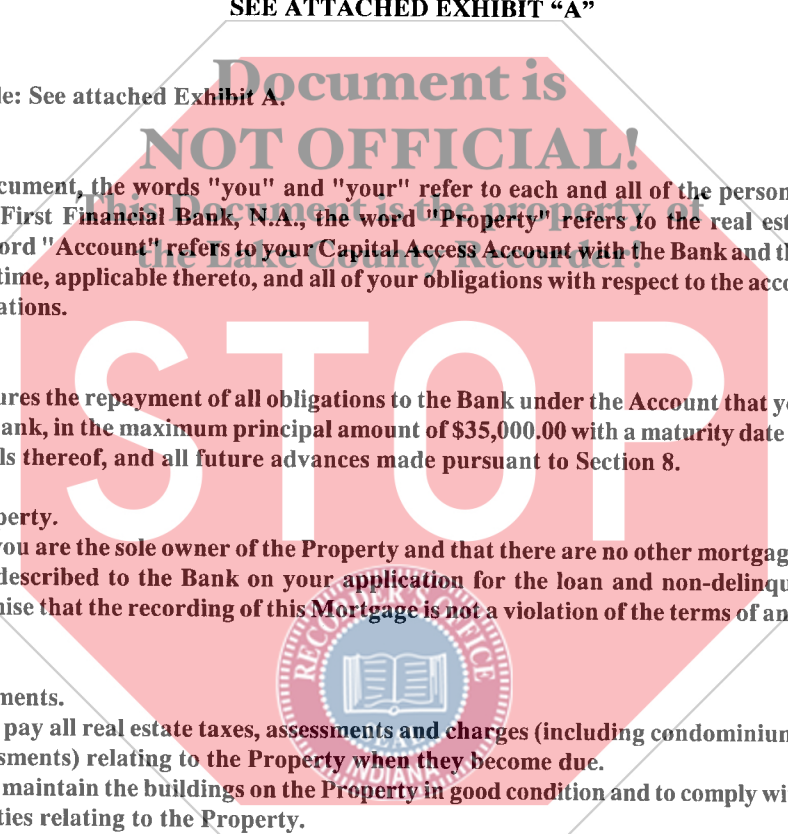 SEE ATTACHED EXHIBIT “A”
Document is
le: See attached Exhibit A.
NOT OFFICIAL!
cument, the words "you" and "your" refer to each and all of the person
This Document is the property of
First Financial Bank, N.A., the word "Property" refers to the real est
the Lake County Recorder!
ord "Account" refers to your Capital Access Account with the Bank and th
time, applicable thereto, and all of your obligations with respect to the acco
ations.
STOP
ures the repayment of all obligations to the Bank under the Account that yo
ank, in the maximum principal amount of $35,000.00 with a maturity date
ls thereof, and all future advances made pursuant to Section 8.
perty.
you are the sole owner of the Property and that there are no other mortgag
described to the Bank on your application for the loan and non-delinqu
nise that the recording of this Mortgage is not a violation of the terms of an
RECORDER'S OFFICE
SEAL
INDIANA
ments.
pay all real estate taxes, assessments and charges (including condominium
sments) relating to the Property when they become due.
maintain the buildings on the Property in good condition and to comply wi
ties relating to the Property.